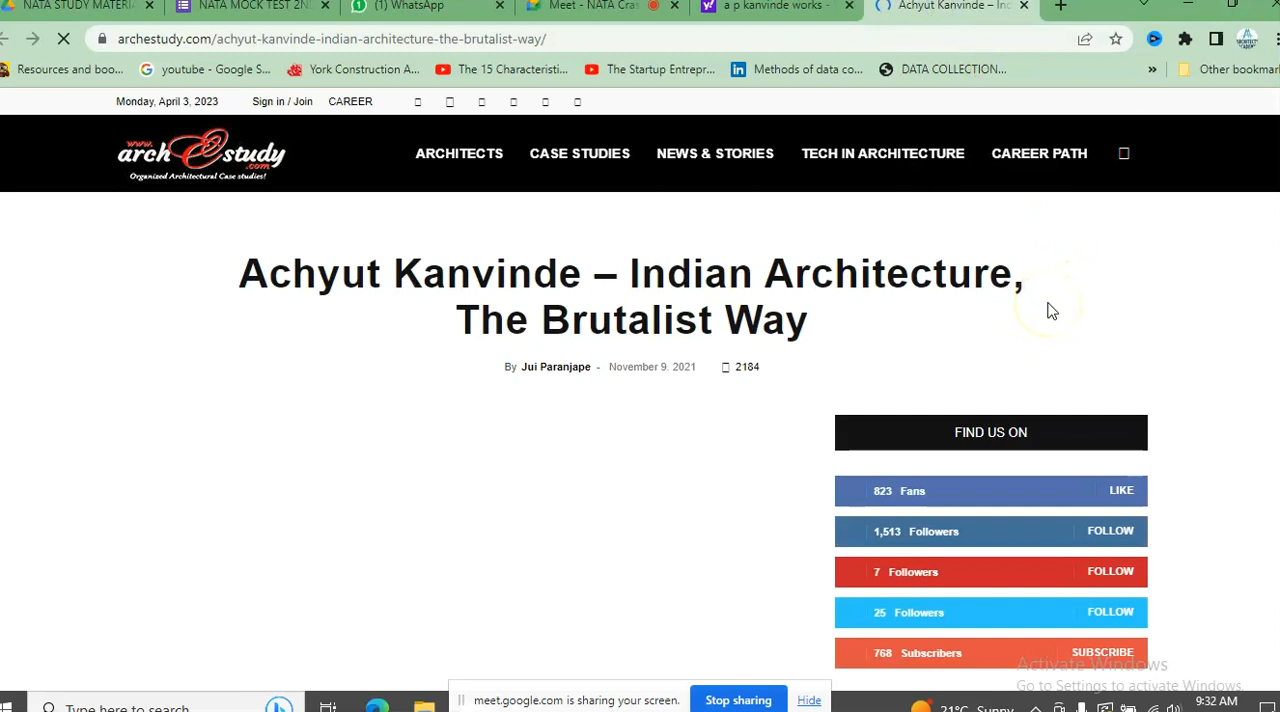 NATA STUDY MATERI
NATA MOCK TEST 2N
(1) WhatsApp
Meet - NATA Cras
a p kanvinde works -
Achyut Kanvinde – In
archestudy.com/achyut-kanvinde-indian-architecture-the-brutalist-way/
Resources and boo...
youtube - Google S...
York Construction A...
The 15 Characteristi...
The Startup Entrepr...
Methods of data co...
DATA COLLECTION...
»
Other bookmar
Monday, April 3, 2023
Sign in / Join
CAREER
www.
archEstudy
.com
Organized Architectural Case studies!
ARCHITECTS
CASE STUDIES
NEWS & STORIES
TECH IN ARCHITECTURE
CAREER PATH
Achyut Kanvinde – Indian Architecture,
The Brutalist Way
By Jui Paranjape - November 9, 2021 2184
FIND US ON
823 Fans LIKE
1,513 Followers FOLLOW
7 Followers FOLLOW
25 Followers FOLLOW
768 Subscribers SUBSCRIBE
Activate Windows
Go to Settings to activate Windows.
meet.google.com is sharing your screen.
Stop sharing
Hide
Type here to search
21°C Sunny
9:32 AM